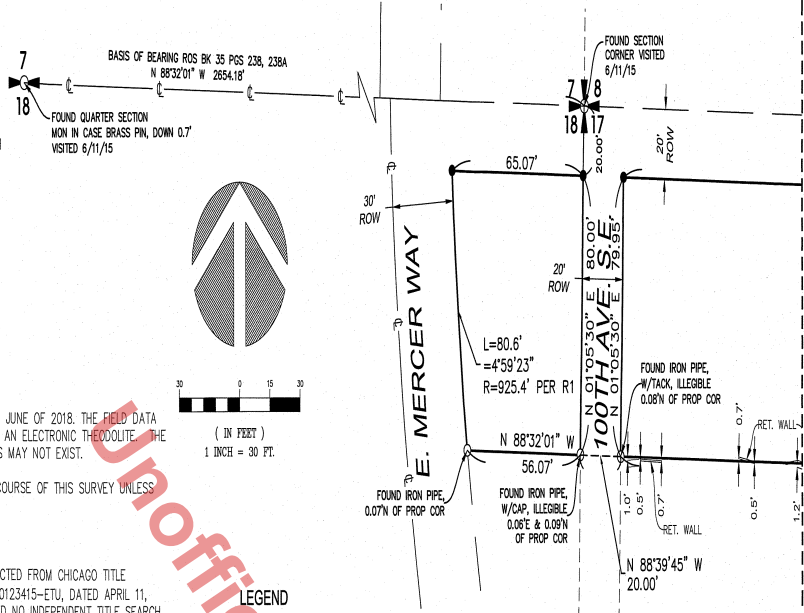 7
18
BASIS OF BEARING ROS BK 35 PGS 238, 238A
N 88°32'01" W 2654.18'
FOUND QUARTER SECTION
MON IN CASE BRASS PIN, DOWN 0.7'
VISITED 6/11/15
FOUND SECTION
CORNER VISITED
6/11/15
7 8
18 17
20.00'
20'
ROW
65.07'
30'
ROW
E. MERCER WAY
L=80.6'
=4°59'23"
R=925.4' PER R1
20'
ROW
N 01°05'30" E 80.00'
100TH AVE. S.E.
N 01°05'30" E 79.95'
FOUND IRON PIPE,
W/TACK, ILLEGIBLE
0.08'N OF PROP COR
0.7'
RET. WALL
N 88°32'01" W
56.07'
FOUND IRON PIPE,
0.07'N OF PROP COR
FOUND IRON PIPE,
W/CAP, ILLEGIBLE
0.06'E & 0.09'N
OF PROP COR
1.0'
0.5'
0.7'
RET. WALL
0.5'
1.2'
N 88°39'45" W
20.00'
30 0 15 30
( IN FEET )
1 INCH = 30 FT.
JUNE OF 2018. THE FIELD DATA
AN ELECTRONIC THEODOLITE. THE
S MAY NOT EXIST.
COURSE OF THIS SURVEY UNLESS
CTED FROM CHICAGO TITLE
0123415-ETU, DATED APRIL 11,
D NO INDEPENDENT TITLE SEARCH
Unoffic
LEGEND